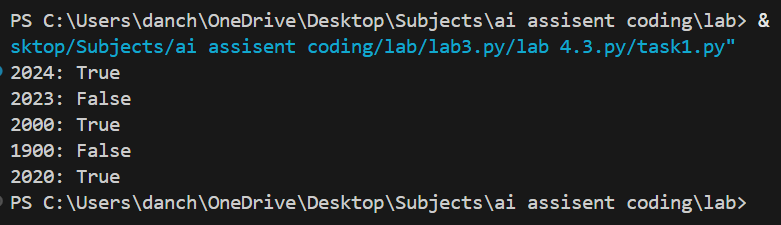 PS C:\Users\danch\OneDrive\Desktop\Subjects\ai assisent coding\lab> &
sktop/Subjects/ai assisent coding/lab/lab3.py/lab 4.3.py/task1.py"
2024: True
2023: False
2000: True
1900: False
2020: True
PS C:\Users\danch\OneDrive\Desktop\Subjects\ai assisent coding\lab>